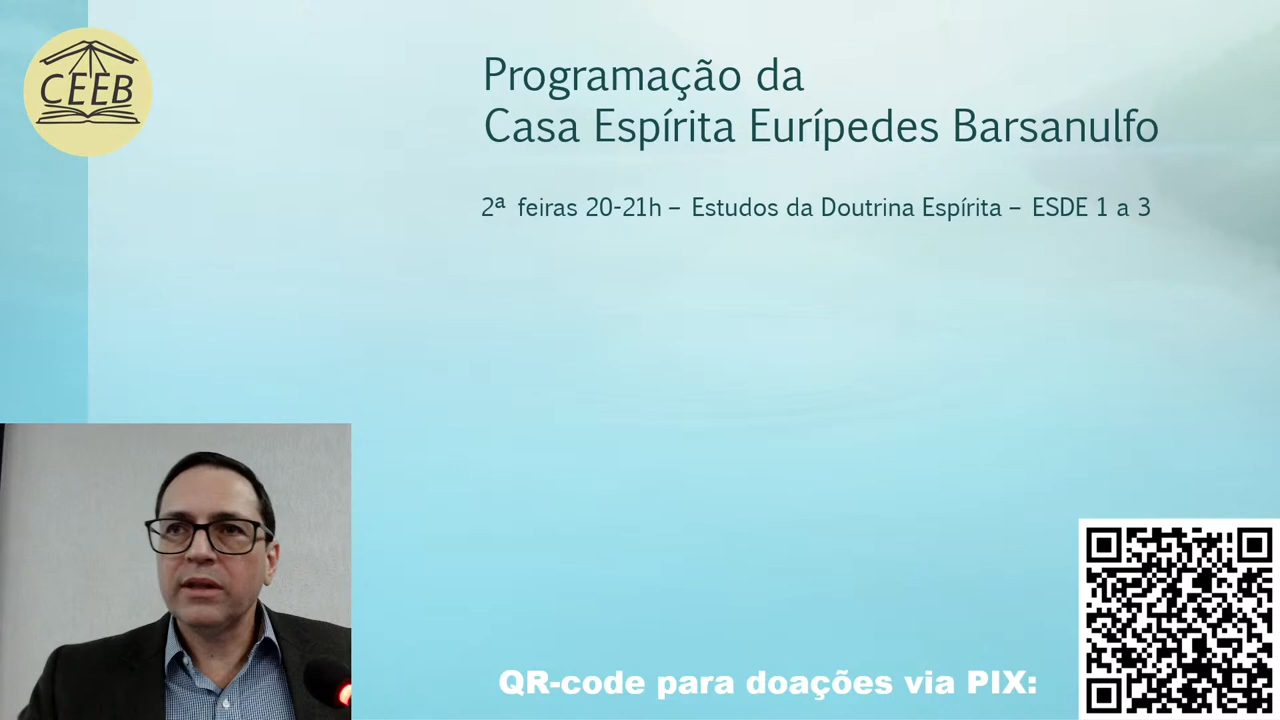 CEEB
Programação da
Casa Espírita Eurípedes Barsanulfo
2ª feiras 20-21h – Estudos da Doutrina Espírita – ESDE 1 a 3
QR-code para doações via PIX: